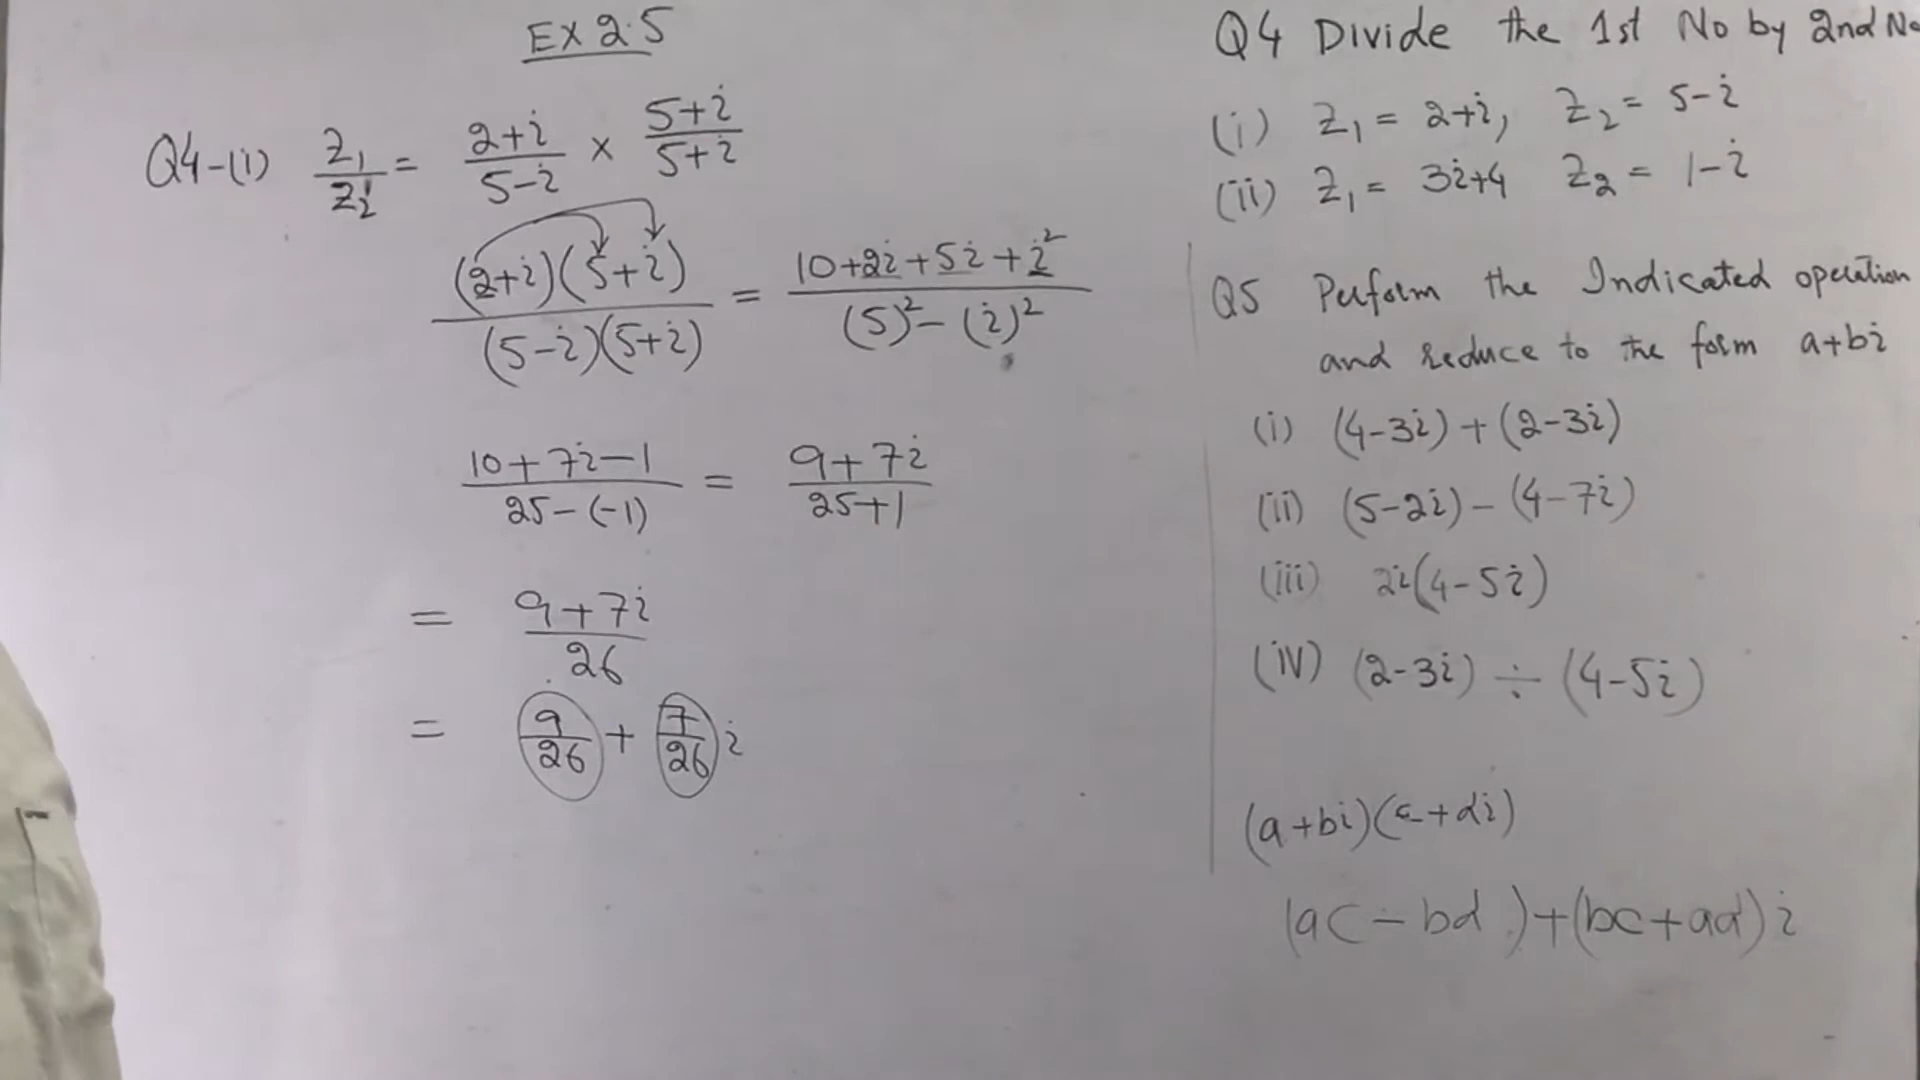 EX 2.5
Q4-(i) z₁/z₂ = (2+i)/(5-i) × (5+i)/(5+i)
(2+i)(5+i)/(5-i)(5+i) = (10+2i+5i+i²)/((5)²-(i)²)
(10+7i-1)/(25-(-1)) = (9+7i)/(25+1)
= (9+7i)/26
= 9/26 + 7/26 i
Q4 Divide the 1st No by 2nd No
(i) Z₁ = 2+i, Z₂ = 5-i
(ii) Z₁ = 3i+4 Z₂ = 1-i
Q5 Perform the Indicated operation
and reduce to the form a+bi
(i) (4-3i)+(2-3i)
(ii) (5-2i)-(4-7i)
(iii) 2i(4-5i)
(iv) (2-3i) ÷ (4-5i)
(a+bi)(c+di)
(ac-bd)+(bc+ad)i